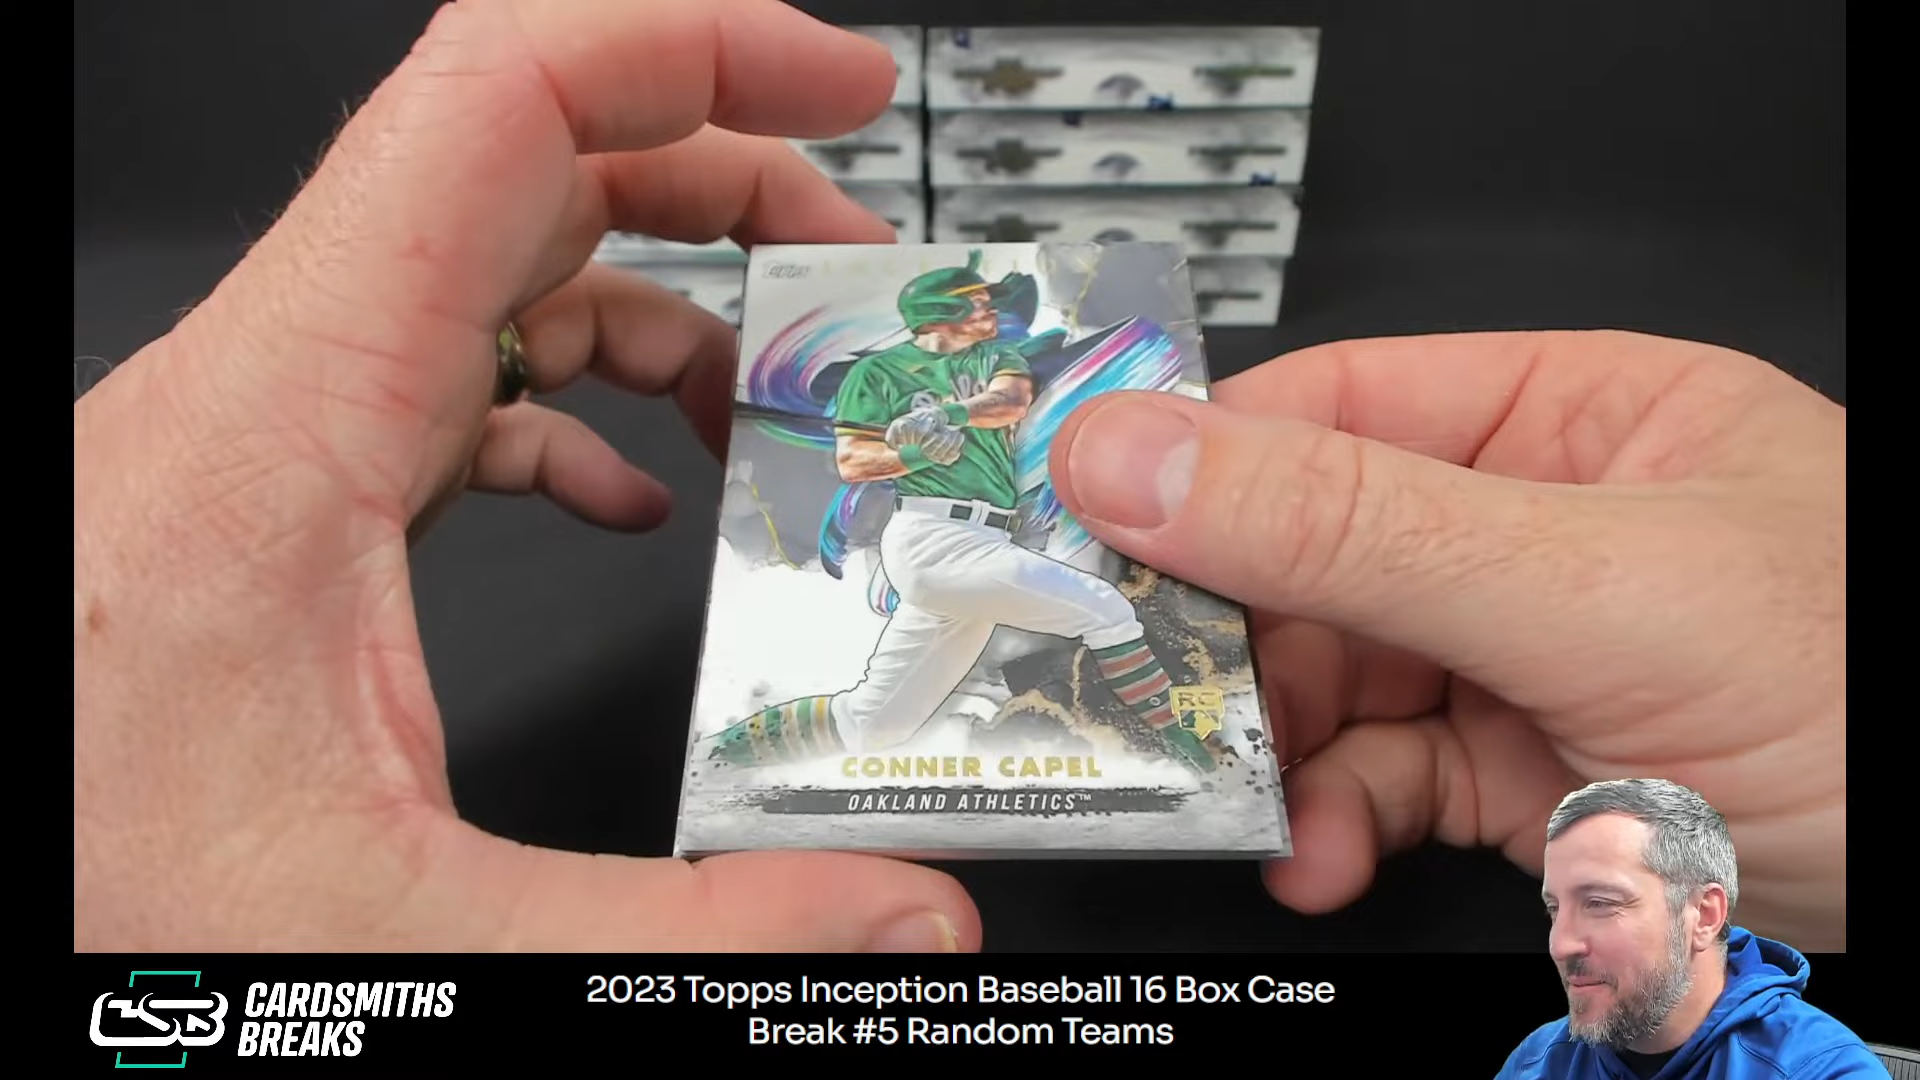 Topps
RC
CONNER CAPEL
OAKLAND ATHLETICS™
CSB
CARDSMITHS
BREAKS
2023 Topps Inception Baseball 16 Box Case
Break #5 Random Teams